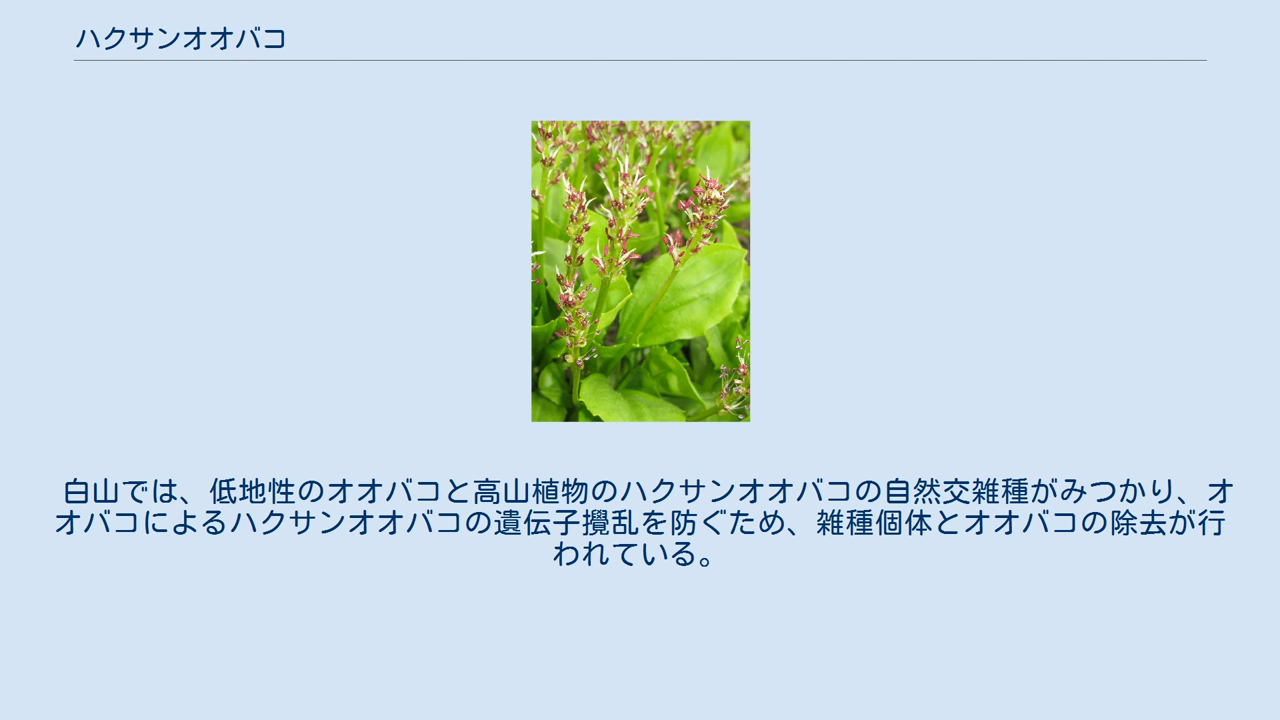 ハクサンオオバコ
白山では、低地性のオオバコと高山植物のハクサンオオバコの自然交雑種がみつかり、オ
オバコによるハクサンオオバコの遺伝子攪乱を防ぐため、雑種個体とオオバコの除去が行
われている。